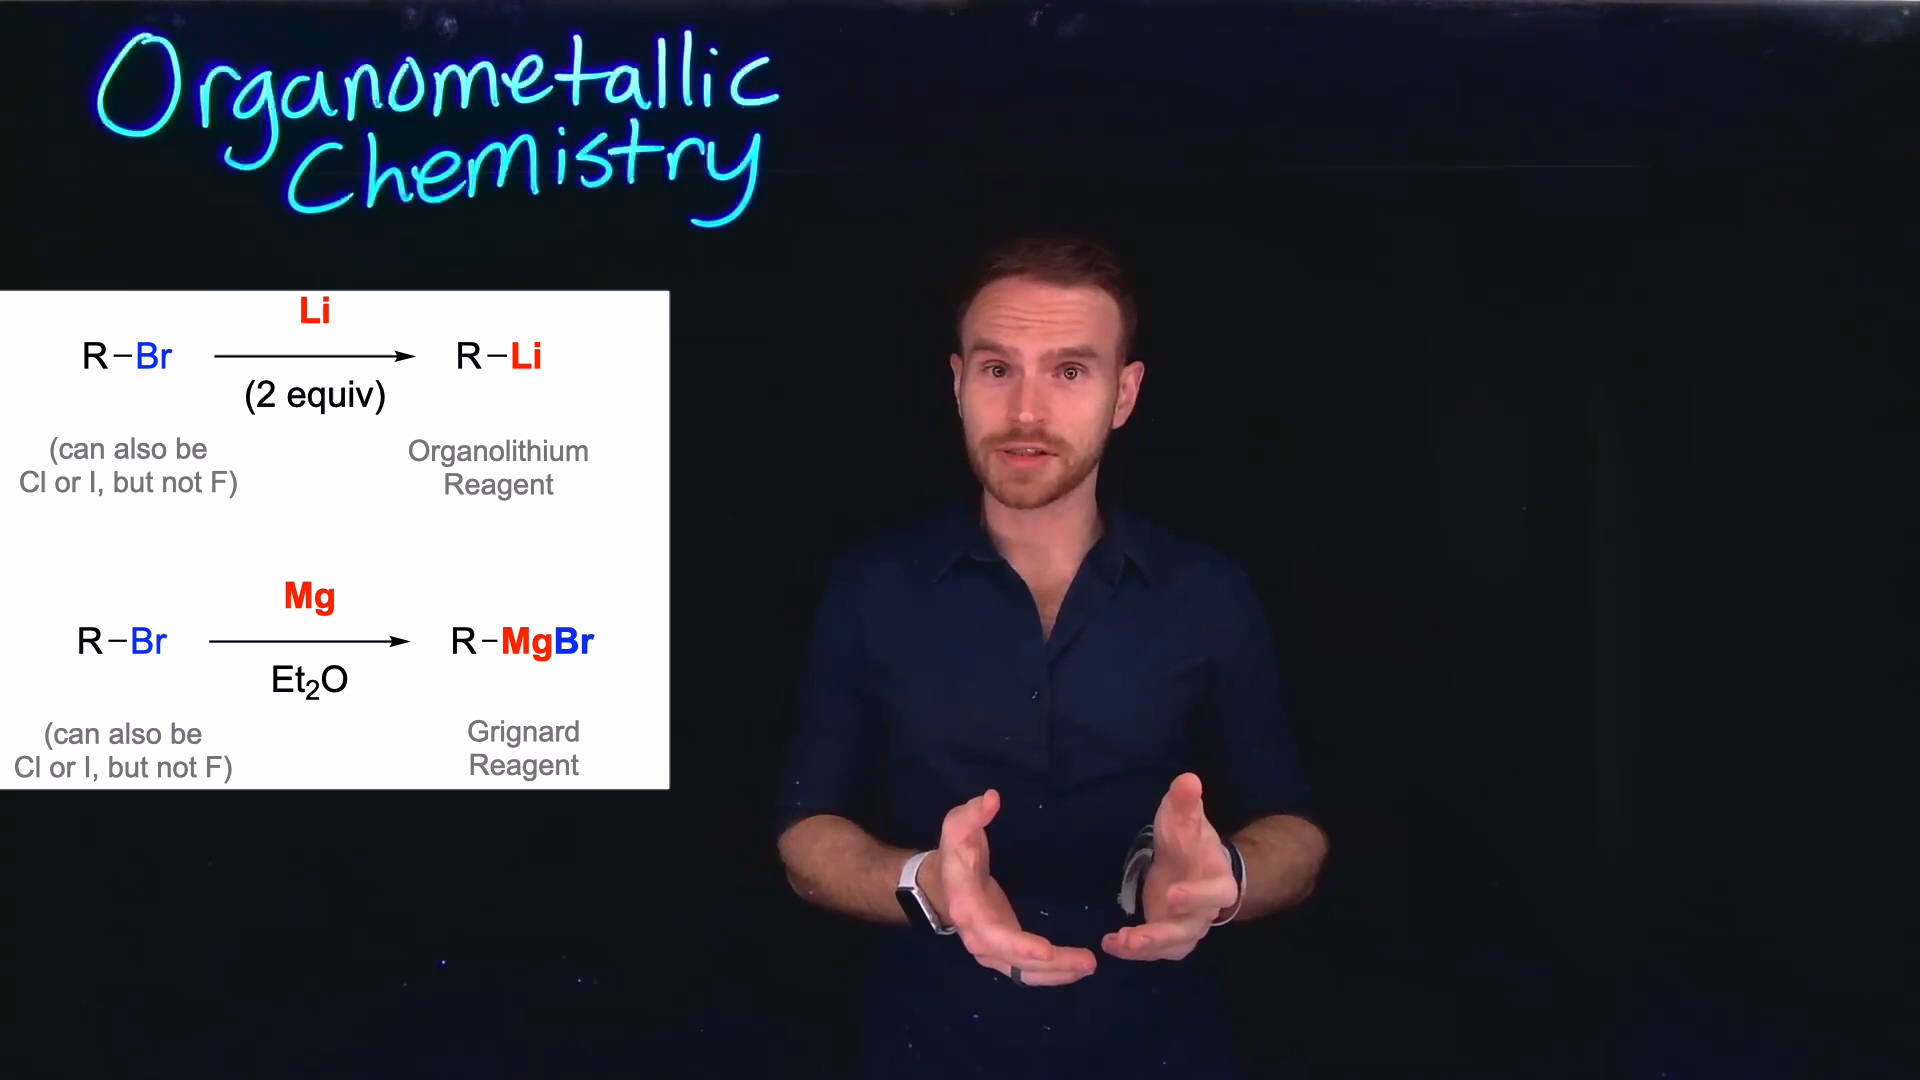 Organometallic
Chemistry
Li
R–Br → R–Li
(2 equiv)
(can also be
Cl or I, but not F)
Organolithium
Reagent
Mg
R–Br → R–MgBr
Et₂O
(can also be
Cl or I, but not F)
Grignard
Reagent